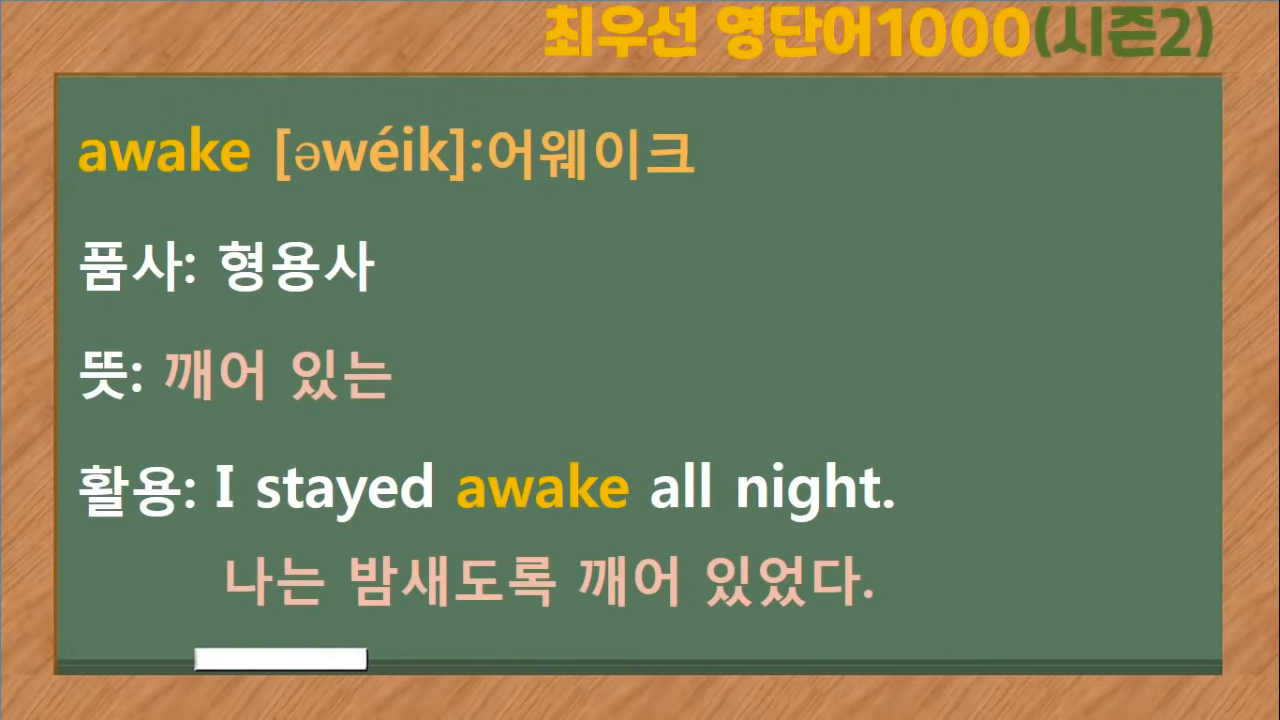 최우선 영단어1000(시즌2)
awake [əwéik]:어웨이크
품사: 형용사
뜻: 깨어 있는
활용: I stayed awake all night.
나는 밤새도록 깨어 있었다.